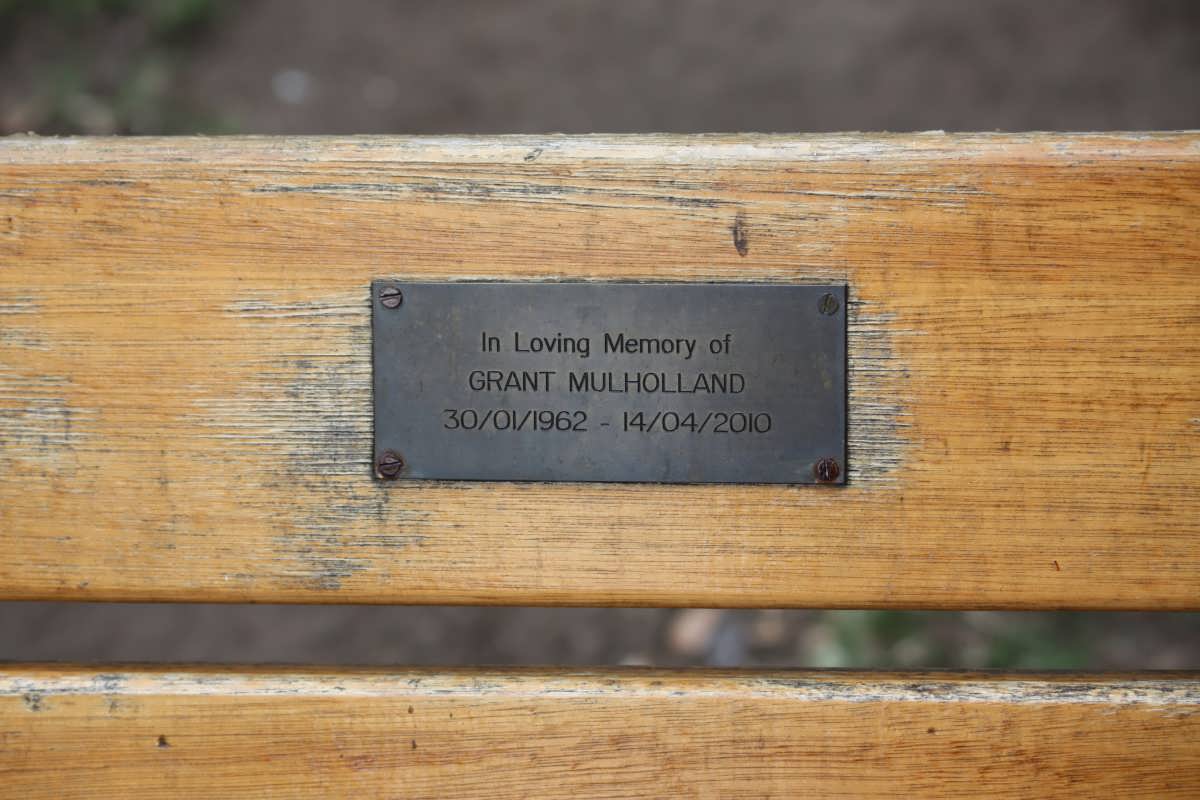 In Loving Memory of
GRANT MULHOLLAND
30/01/1962 - 14/04/2010